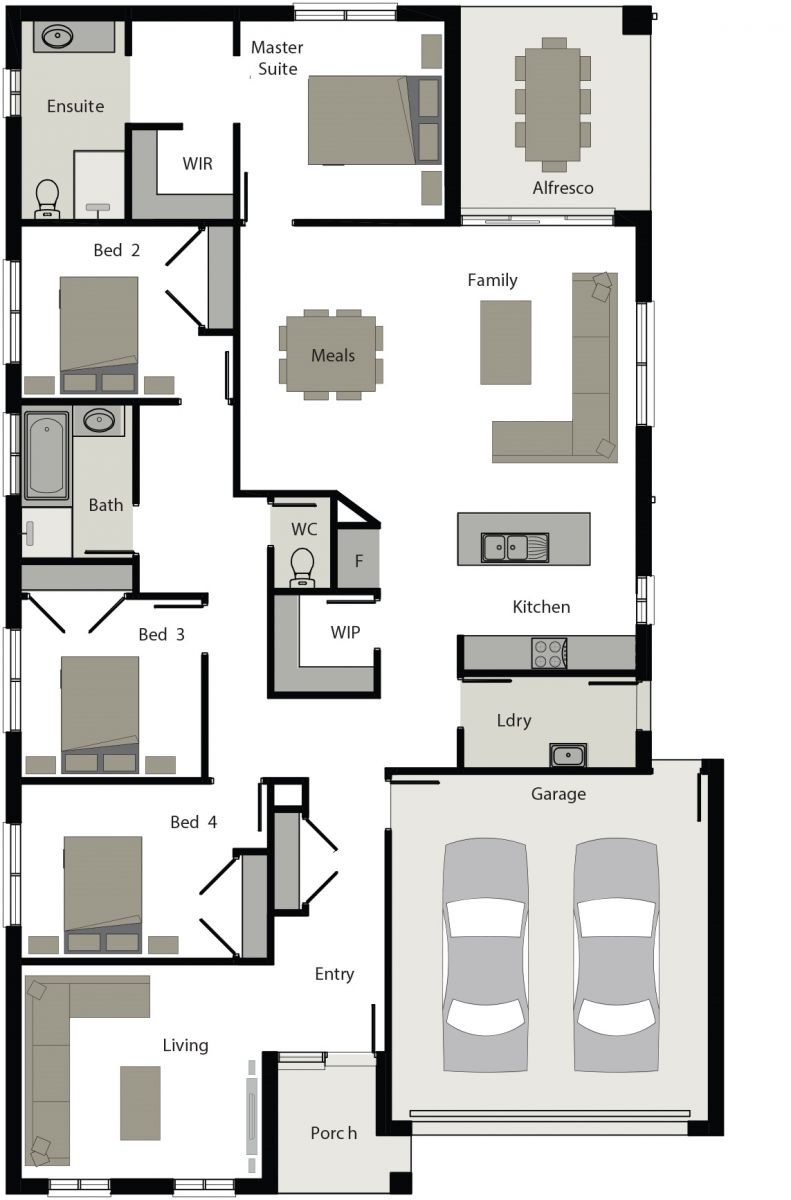 Master
Suite
Ensuite
WIR
Alfresco
Bed 2
Family
Meals
Bath
WC
F
Kitchen
Bed 3
WIP
Ldry
Garage
Bed 4
Entry
Living
Porch